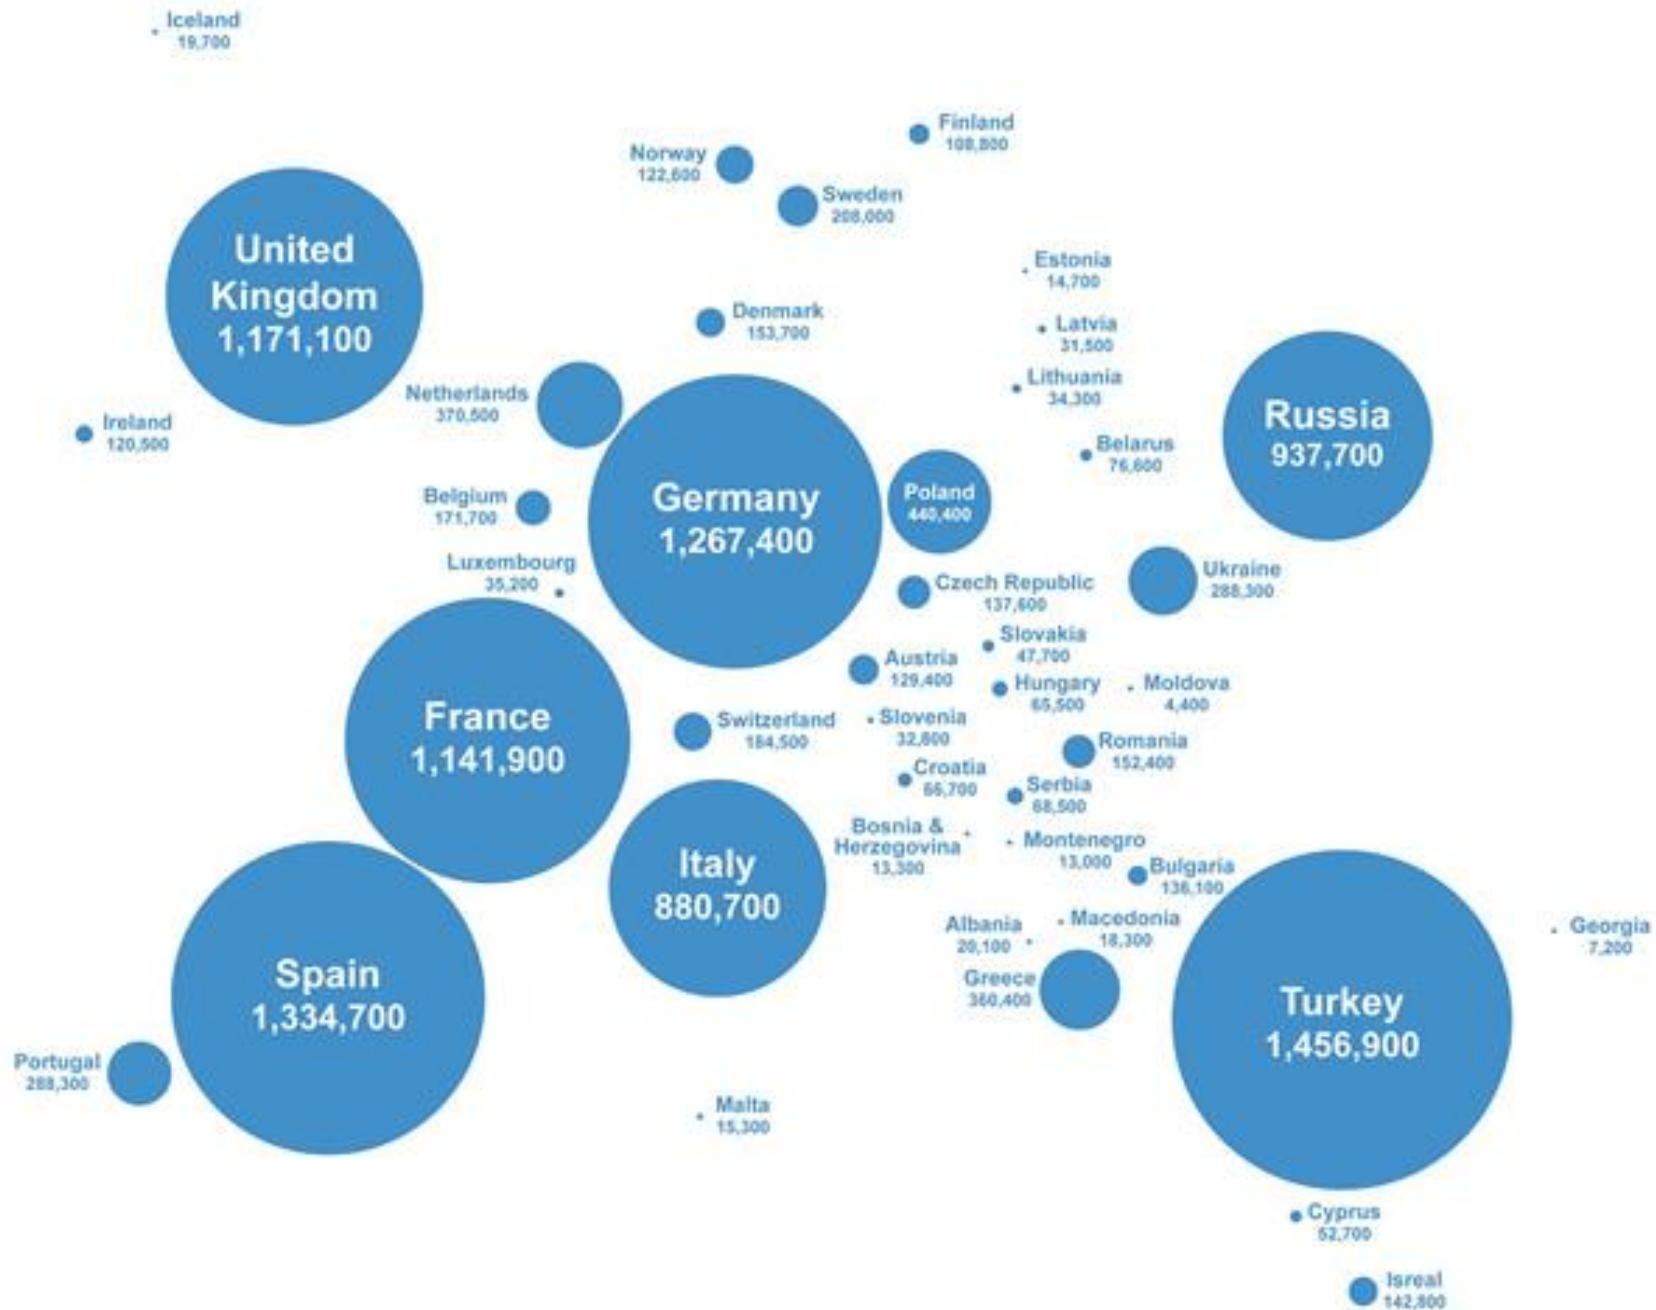 Iceland
19,700
Finland
108,800
Norway
122,600
Sweden
208,000
United
Kingdom
1,171,100
Estonia
14,700
Denmark
153,700
Latvia
31,500
Lithuania
34,300
Netherlands
370,500
Russia
937,700
Ireland
120,500
Belarus
76,600
Germany
1,267,400
Poland
440,400
Belgium
171,700
Luxembourg
35,200
Czech Republic
137,600
Ukraine
288,300
Slovakia
47,700
Austria
129,400
Hungary
65,500
Moldova
4,400
France
1,141,900
Switzerland
184,500
Slovenia
32,800
Romania
152,400
Croatia
66,700
Serbia
68,500
Bosnia &
Herzegovina
13,300
Montenegro
13,000
Italy
880,700
Bulgaria
136,100
Albania
20,100
Macedonia
18,300
Georgia
7,200
Greece
360,400
Spain
1,334,700
Turkey
1,456,900
Portugal
288,300
Malta
15,300
Cyprus
52,700
Isreal
142,800